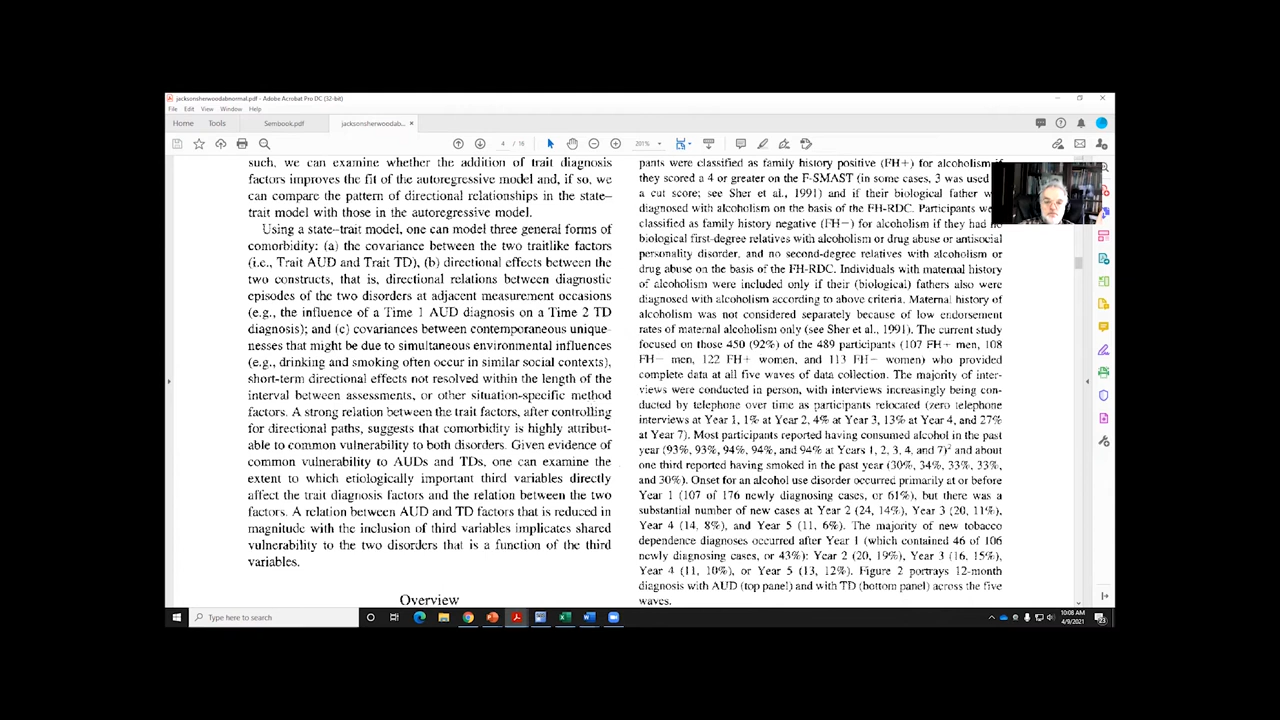 jacksonsherwoodabnormal.pdf - Adobe Acrobat Pro DC (32-bit)
File Edit View Window Help
Home Tools Sembook.pdf jacksonsherwoodabnormal... ×
4 / 16 201%
such, we can examine whether the addition of trait diagnosis
factors improves the fit of the autoregressive model and, if so, we
can compare the pattern of directional relationships in the state–
trait model with those in the autoregressive model.
Using a state–trait model, one can model three general forms of
comorbidity: (a) the covariance between the two traitlike factors
(i.e., Trait AUD and Trait TD), (b) directional effects between the
two constructs, that is, directional relations between diagnostic
episodes of the two disorders at adjacent measurement occasions
(e.g., the influence of a Time 1 AUD diagnosis on a Time 2 TD
diagnosis); and (c) covariances between contemporaneous unique-
nesses that might be due to simultaneous environmental influences
(e.g., drinking and smoking often occur in similar social contexts),
short-term directional effects not resolved within the length of the
interval between assessments, or other situation-specific method
factors. A strong relation between the trait factors, after controlling
for directional paths, suggests that comorbidity is highly attribut-
able to common vulnerability to both disorders. Given evidence of
common vulnerability to AUDs and TDs, one can examine the
extent to which etiologically important third variables directly
affect the trait diagnosis factors and the relation between the two
factors. A relation between AUD and TD factors that is reduced in
magnitude with the inclusion of third variables implicates shared
vulnerability to the two disorders that is a function of the third
variables.
Overview
pants were classified as family history positive (FH+) for alcoholism if
they scored a 4 or greater on the F-SMAST (in some cases, 3 was used
a cut score; see Sher et al., 1991) and if their biological father
diagnosed with alcoholism on the basis of the FH-RDC. Participants
classified as family history negative (FH−) for alcoholism if they had no
biological first-degree relatives with alcoholism or drug abuse or antisocial
personality disorder, and no second-degree relatives with alcoholism or
drug abuse on the basis of the FH-RDC. Individuals with maternal history
of alcoholism were included only if their (biological) fathers also were
diagnosed with alcoholism according to above criteria. Maternal history of
alcoholism was not considered separately because of low endorsement
rates of maternal alcoholism only (see Sher et al., 1991). The current study
focused on those 450 (92%) of the 489 participants (107 FH+ men, 108
FH− men, 122 FH+ women, and 113 FH− women) who provided
complete data at all five waves of data collection. The majority of inter-
views were conducted in person, with interviews increasingly being con-
ducted by telephone over time as participants relocated (zero telephone
interviews at Year 1, 1% at Year 2, 4% at Year 3, 13% at Year 4, and 27%
at Year 7). Most participants reported having consumed alcohol in the past
year (93%, 93%, 94%, 94%, and 94% at Years 1, 2, 3, 4, and 7)² and about
one third reported having smoked in the past year (30%, 34%, 33%, 33%,
and 30%). Onset for an alcohol use disorder occurred primarily at or before
Year 1 (107 of 176 newly diagnosing cases, or 61%), but there was a
substantial number of new cases at Year 2 (24, 14%), Year 3 (20, 11%),
Year 4 (14, 8%), and Year 5 (11, 6%). The majority of new tobacco
dependence diagnoses occurred after Year 1 (which contained 46 of 106
newly diagnosing cases, or 43%): Year 2 (20, 19%), Year 3 (16, 15%),
Year 4 (11, 10%), or Year 5 (13, 12%). Figure 2 portrays 12-month
diagnosis with AUD (top panel) and with TD (bottom panel) across the five
waves.
Type here to search
10:08 AM
4/9/2021